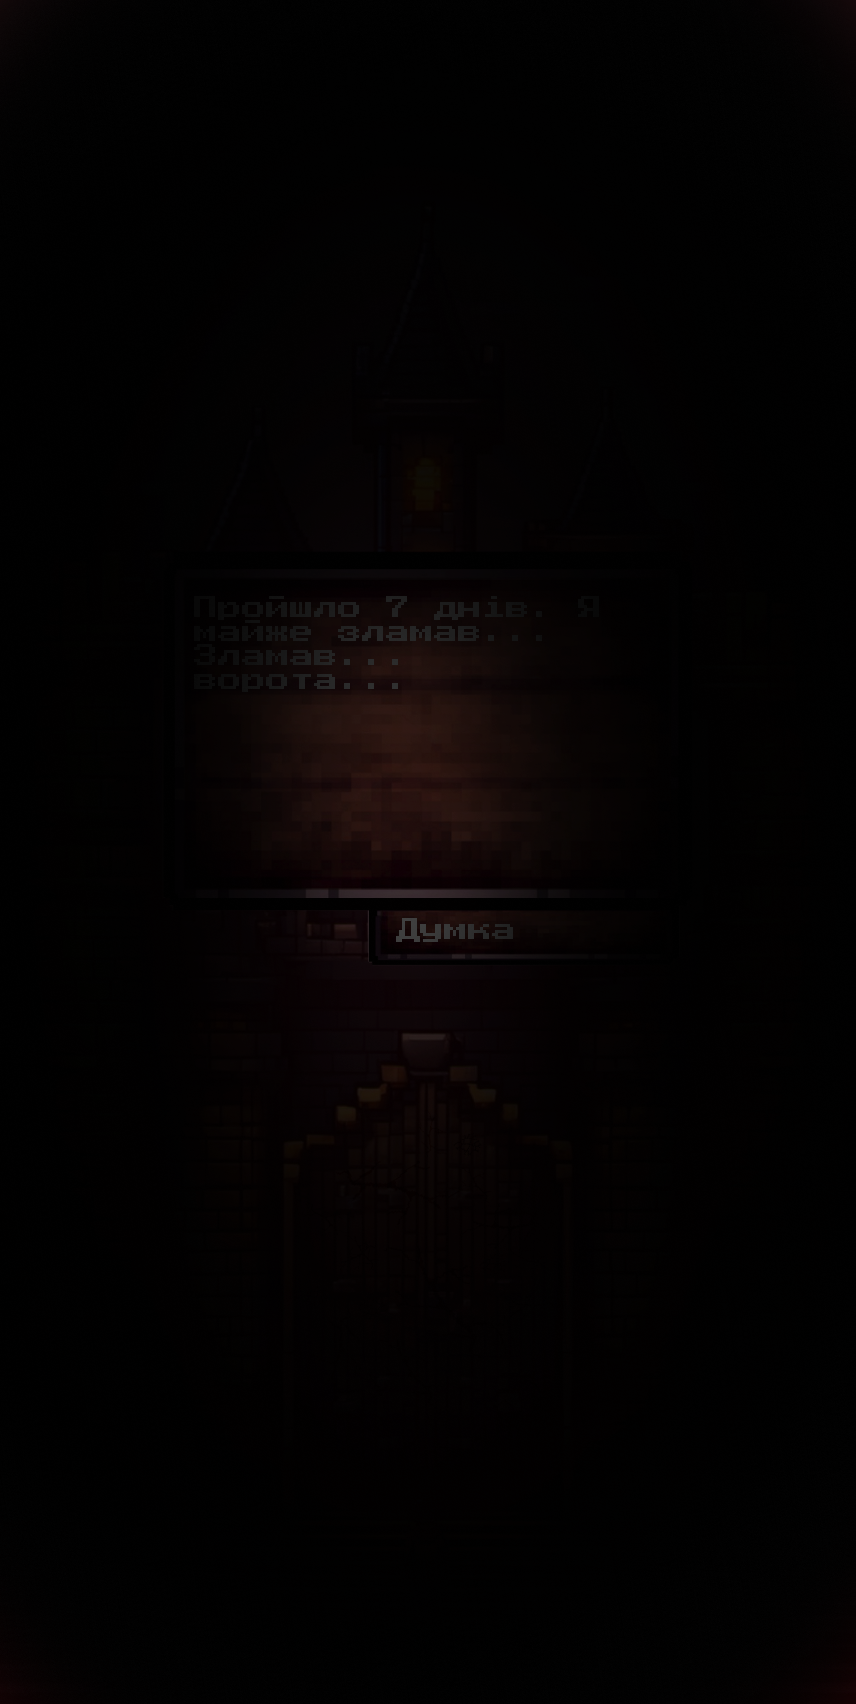 Пройшло 7 днів. Я
майже зламав...
Зламав...
ворота...
Думка